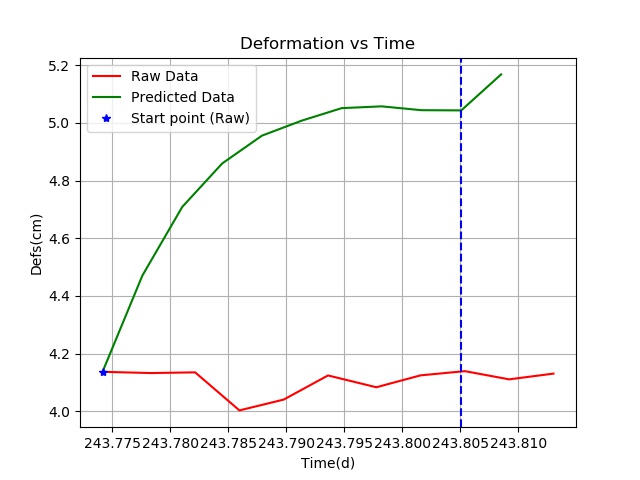 Deformation vs Time
Raw Data
Predicted Data
Start point (Raw)
Defs(cm)
5.2
5.0
4.8
4.6
4.4
4.2
4.0
243.775 243.780 243.785 243.790 243.795 243.800 243.805 243.810
Time(d)